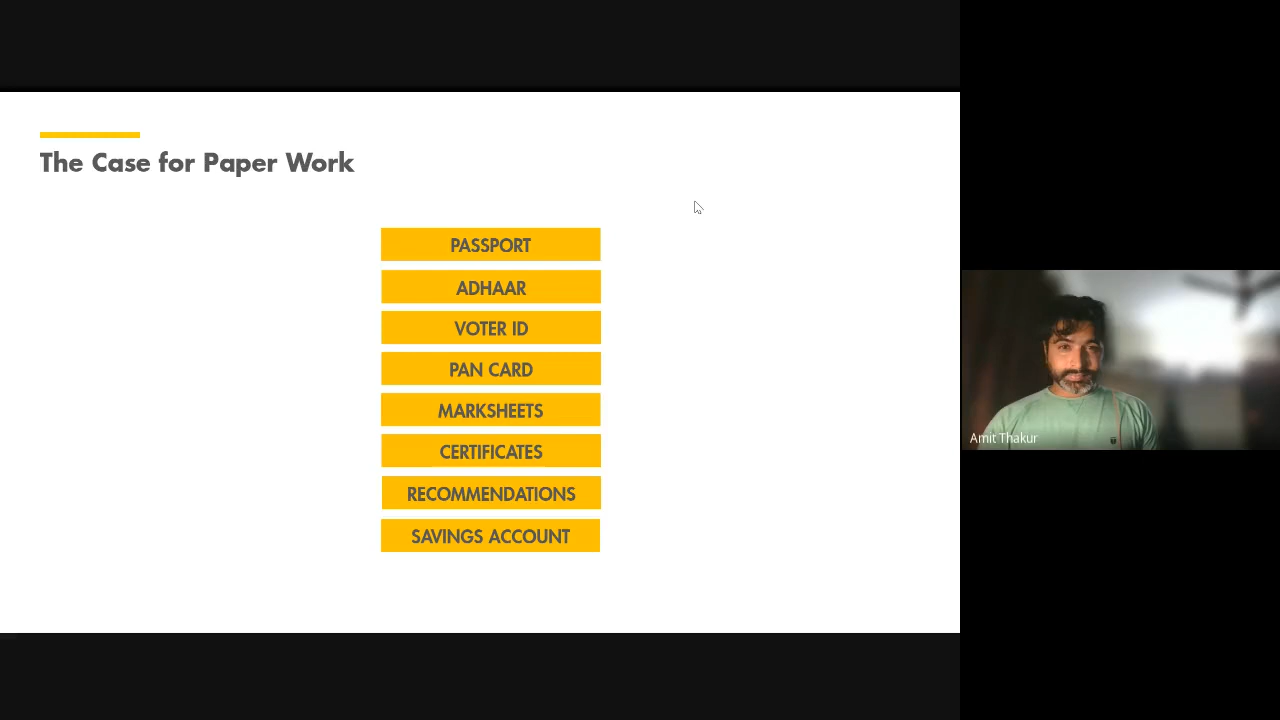 The Case for Paper Work
PASSPORT
ADHAAR
VOTER ID
PAN CARD
MARKSHEETS
CERTIFICATES
RECOMMENDATIONS
SAVINGS ACCOUNT
Amit Thakur